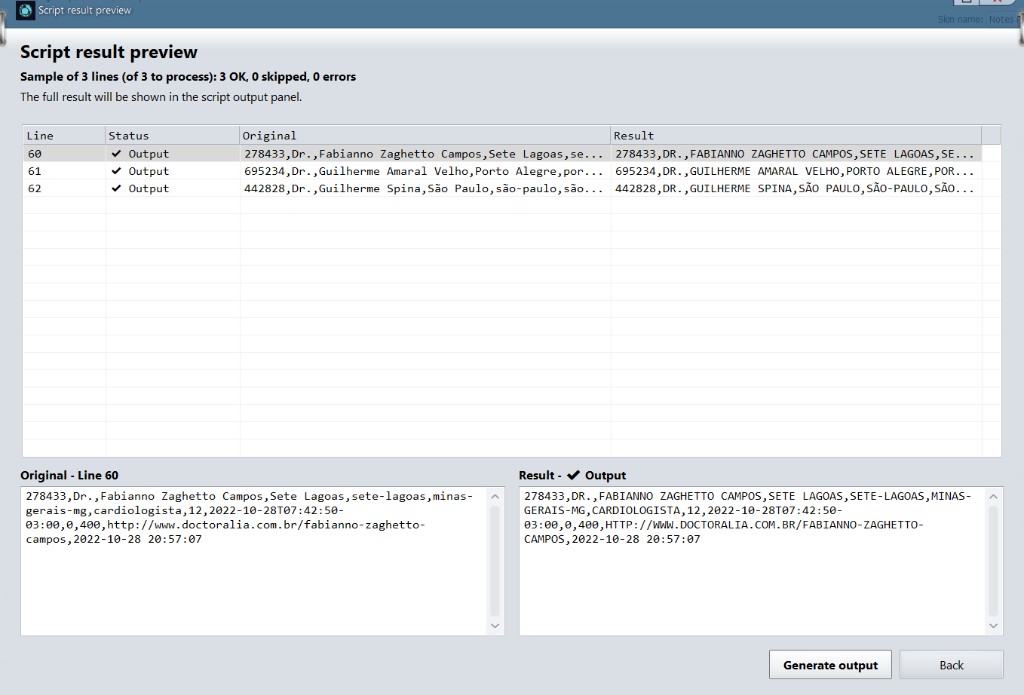 Script result preview
Skin name: Notes
Script result preview
Sample of 3 lines (of 3 to process): 3 OK, 0 skipped, 0 errors
The full result will be shown in the script output panel.
Line Status Original Result
60 ✔ Output 278433,Dr.,Fabianno Zaghetto Campos,Sete Lagoas,se... 278433,DR.,FABIANNO ZAGHETTO CAMPOS,SETE LAGOAS,SE...
61 ✔ Output 695234,Dr.,Guilherme Amaral Velho,Porto Alegre,por... 695234,DR.,GUILHERME AMARAL VELHO,PORTO ALEGRE,POR...
62 ✔ Output 442828,Dr.,Guilherme Spina,São Paulo,são-paulo,são... 442828,DR.,GUILHERME SPINA,SÃO PAULO,SÃO-PAULO,SÃO...
Original - Line 60
278433,Dr.,Fabianno Zaghetto Campos,Sete Lagoas,sete-lagoas,minas-
gerais-mg,cardiologista,12,2022-10-28T07:42:50-
03:00,0,400,http://www.doctoralia.com.br/fabianno-zaghetto-
campos,2022-10-28 20:57:07
Result - ✔ Output
278433,DR.,FABIANNO ZAGHETTO CAMPOS,SETE LAGOAS,SETE-LAGOAS,MINAS-
GERAIS-MG,CARDIOLOGISTA,12,2022-10-28T07:42:50-
03:00,0,400,HTTP://WWW.DOCTORALIA.COM.BR/FABIANNO-ZAGHETTO-
CAMPOS,2022-10-28 20:57:07
Generate output
Back